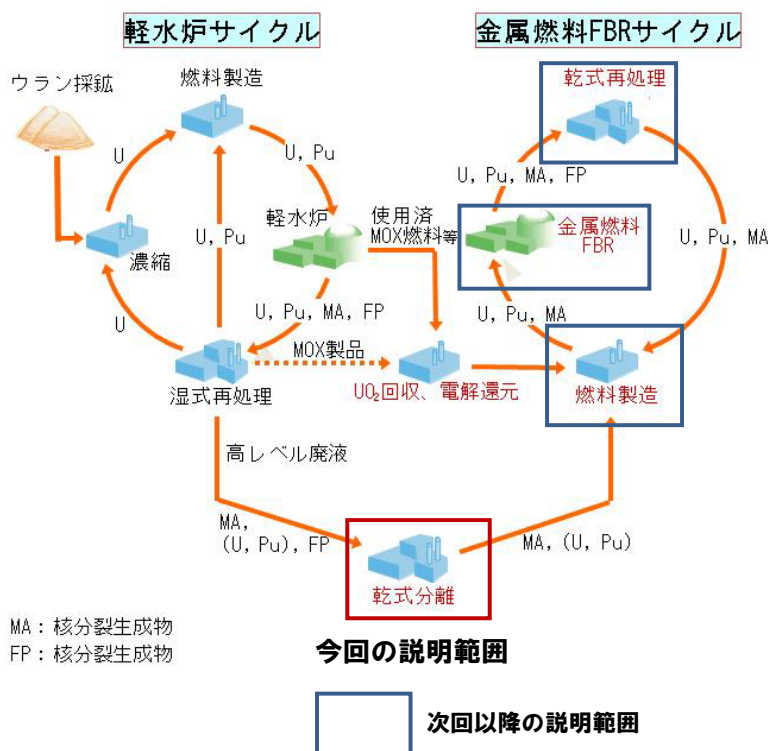 軽水炉サイクル
金属燃料FBRサイクル
ウラン採鉱
燃料製造
乾式再処理
U
U, Pu
U, Pu, MA, FP
軽水炉
使用済
MOX燃料等
金属燃料
FBR
U, Pu
U, Pu, MA
濃縮
U
U, Pu, MA, FP
U, Pu, MA
MOX製品
湿式再処理
UO₂回収、電解還元
燃料製造
高レベル廃液
MA,
(U, Pu), FP
MA, (U, Pu)
乾式分離
MA：核分裂生成物
FP：核分裂生成物
今回の説明範囲
次回以降の説明範囲